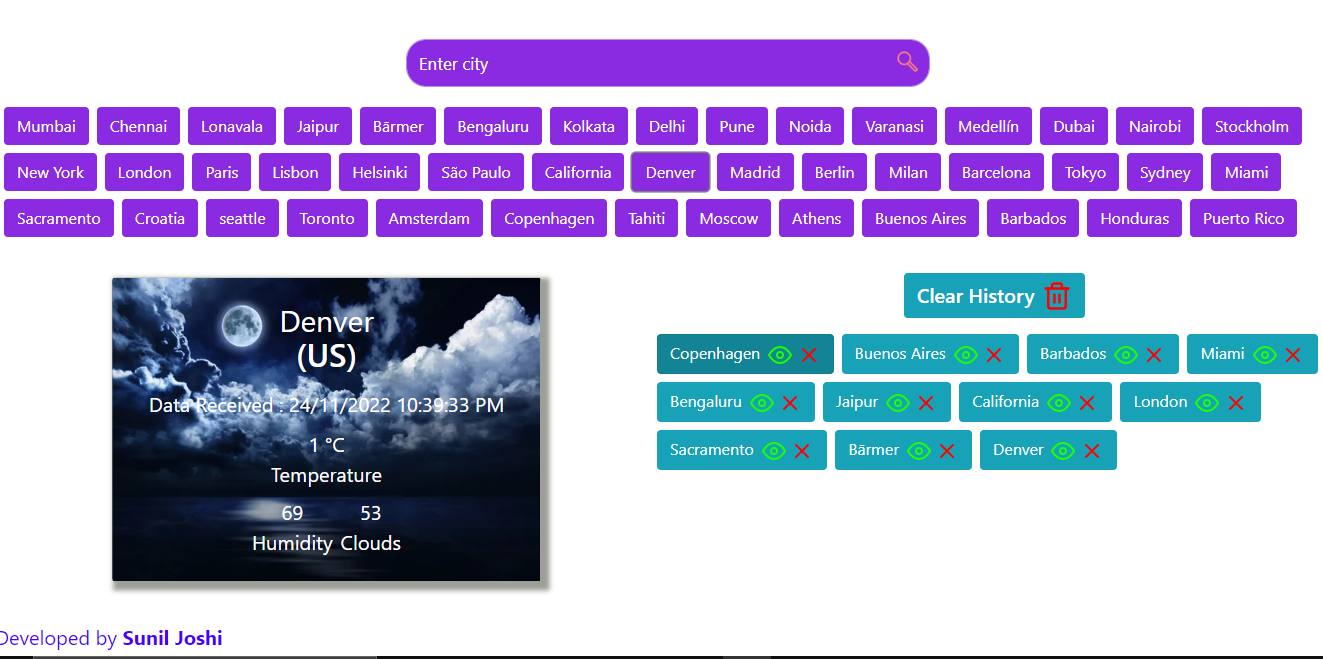 Enter city
Mumbai Chennai Lonavala Jaipur Bārmer Bengaluru Kolkata Delhi Pune Noida Varanasi Medellín Dubai Nairobi Stockholm
New York London Paris Lisbon Helsinki São Paulo California Denver Madrid Berlin Milan Barcelona Tokyo Sydney Miami
Sacramento Croatia seattle Toronto Amsterdam Copenhagen Tahiti Moscow Athens Buenos Aires Barbados Honduras Puerto Rico
Denver
(US)
Data Received : 24/11/2022 10:39:33 PM
1 °C
Temperature
69 53
Humidity Clouds
Clear History
Copenhagen Buenos Aires Barbados Miami
Bengaluru Jaipur California London
Sacramento Bārmer Denver
Developed by Sunil Joshi